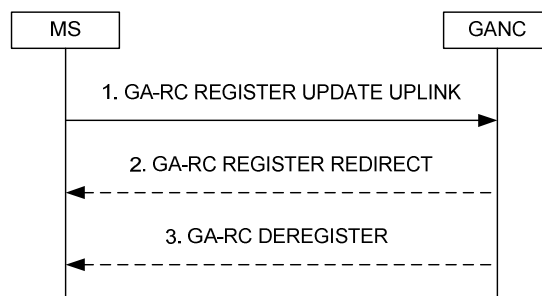 MS
GANC
1. GA-RC REGISTER UPDATE UPLINK
2. GA-RC REGISTER REDIRECT
3. GA-RC DEREGISTER